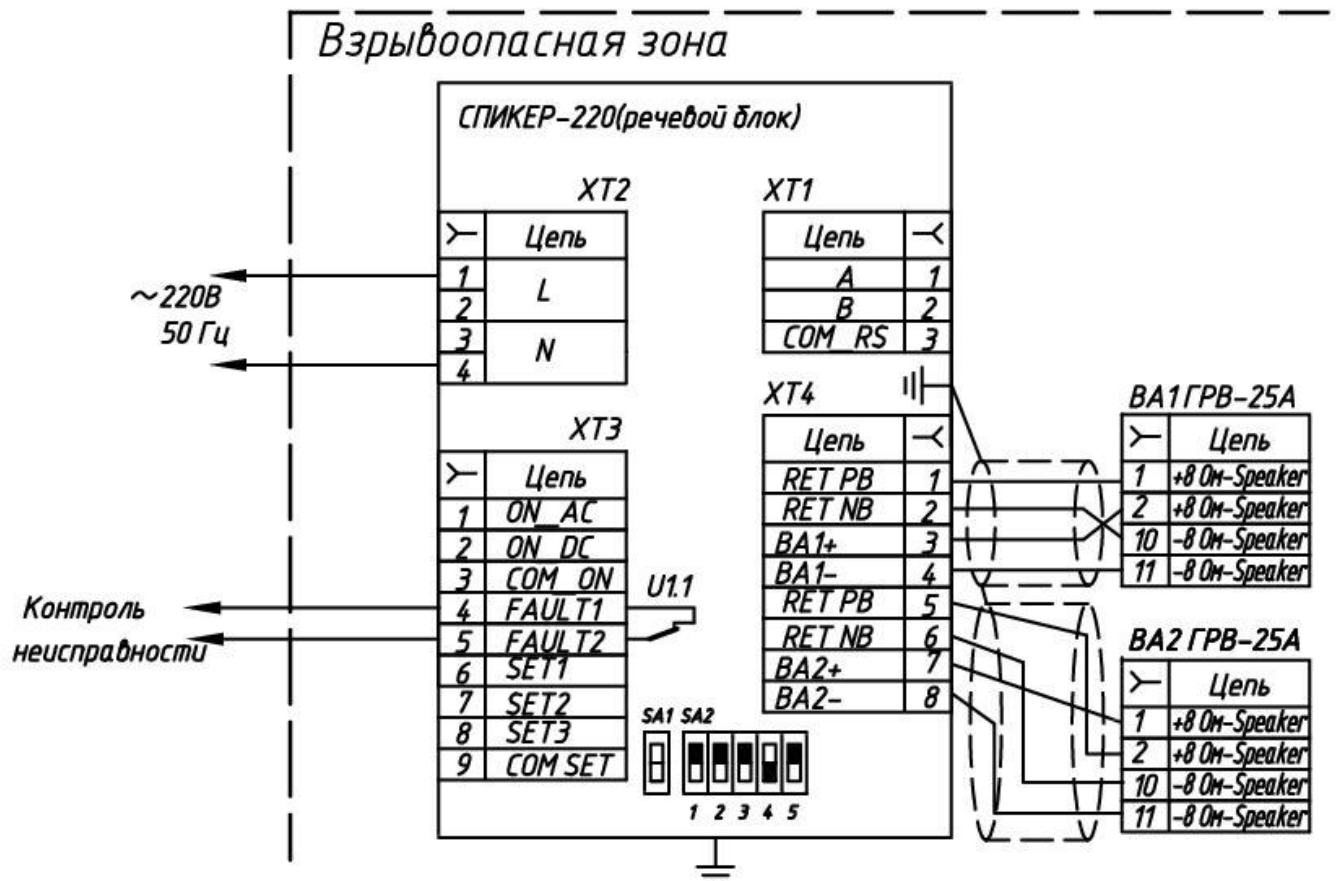 Взрывоопасная зона
СПИКЕР-220(речевой блок)
XT2
Цепь
1
2
L
3
4
N
~220В
50 Гц
XT3
Цепь
1 ON_AC
2 ON_DC
3 COM_ON
4 FAULT1
5 FAULT2
6 SET1
7 SET2
8 SET3
9 COM SET
U1.1
Контроль
неисправности
SA1 SA2
1 2 3 4 5
XT1
Цепь
A 1
B 2
COM_RS 3
XT4
Цепь
RET PB 1
RET NB 2
BA1+ 3
BA1- 4
RET PB 5
RET NB 6
BA2+ 7
BA2- 8
BA1 ГРВ-25А
Цепь
1 +8 Ом-Speaker
2 +8 Ом-Speaker
10 -8 Ом-Speaker
11 -8 Ом-Speaker
BA2 ГРВ-25А
Цепь
1 +8 Ом-Speaker
2 +8 Ом-Speaker
10 -8 Ом-Speaker
11 -8 Ом-Speaker